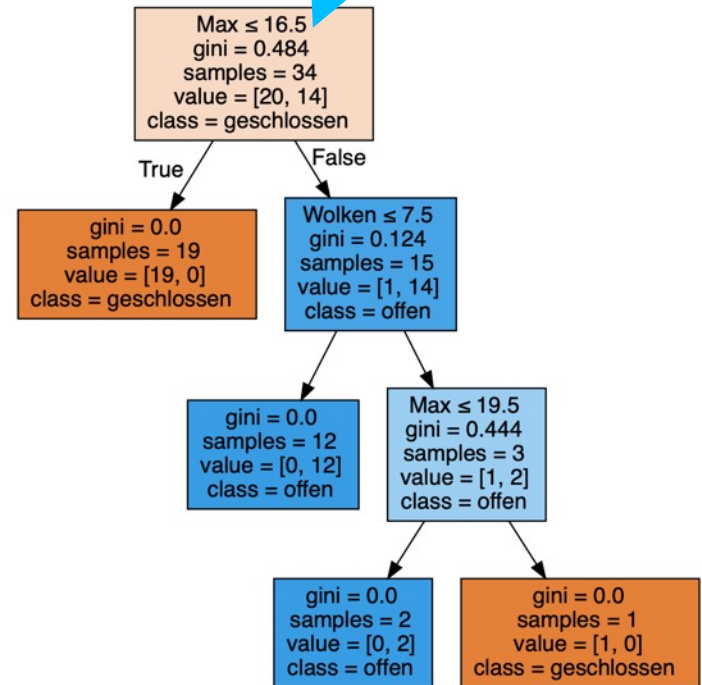 Max ≤ 16.5
gini = 0.484
samples = 34
value = [20, 14]
class = geschlossen
True
False
gini = 0.0
samples = 19
value = [19, 0]
class = geschlossen
Wolken ≤ 7.5
gini = 0.124
samples = 15
value = [1, 14]
class = offen
gini = 0.0
samples = 12
value = [0, 12]
class = offen
Max ≤ 19.5
gini = 0.444
samples = 3
value = [1, 2]
class = offen
gini = 0.0
samples = 2
value = [0, 2]
class = offen
gini = 0.0
samples = 1
value = [1, 0]
class = geschlossen